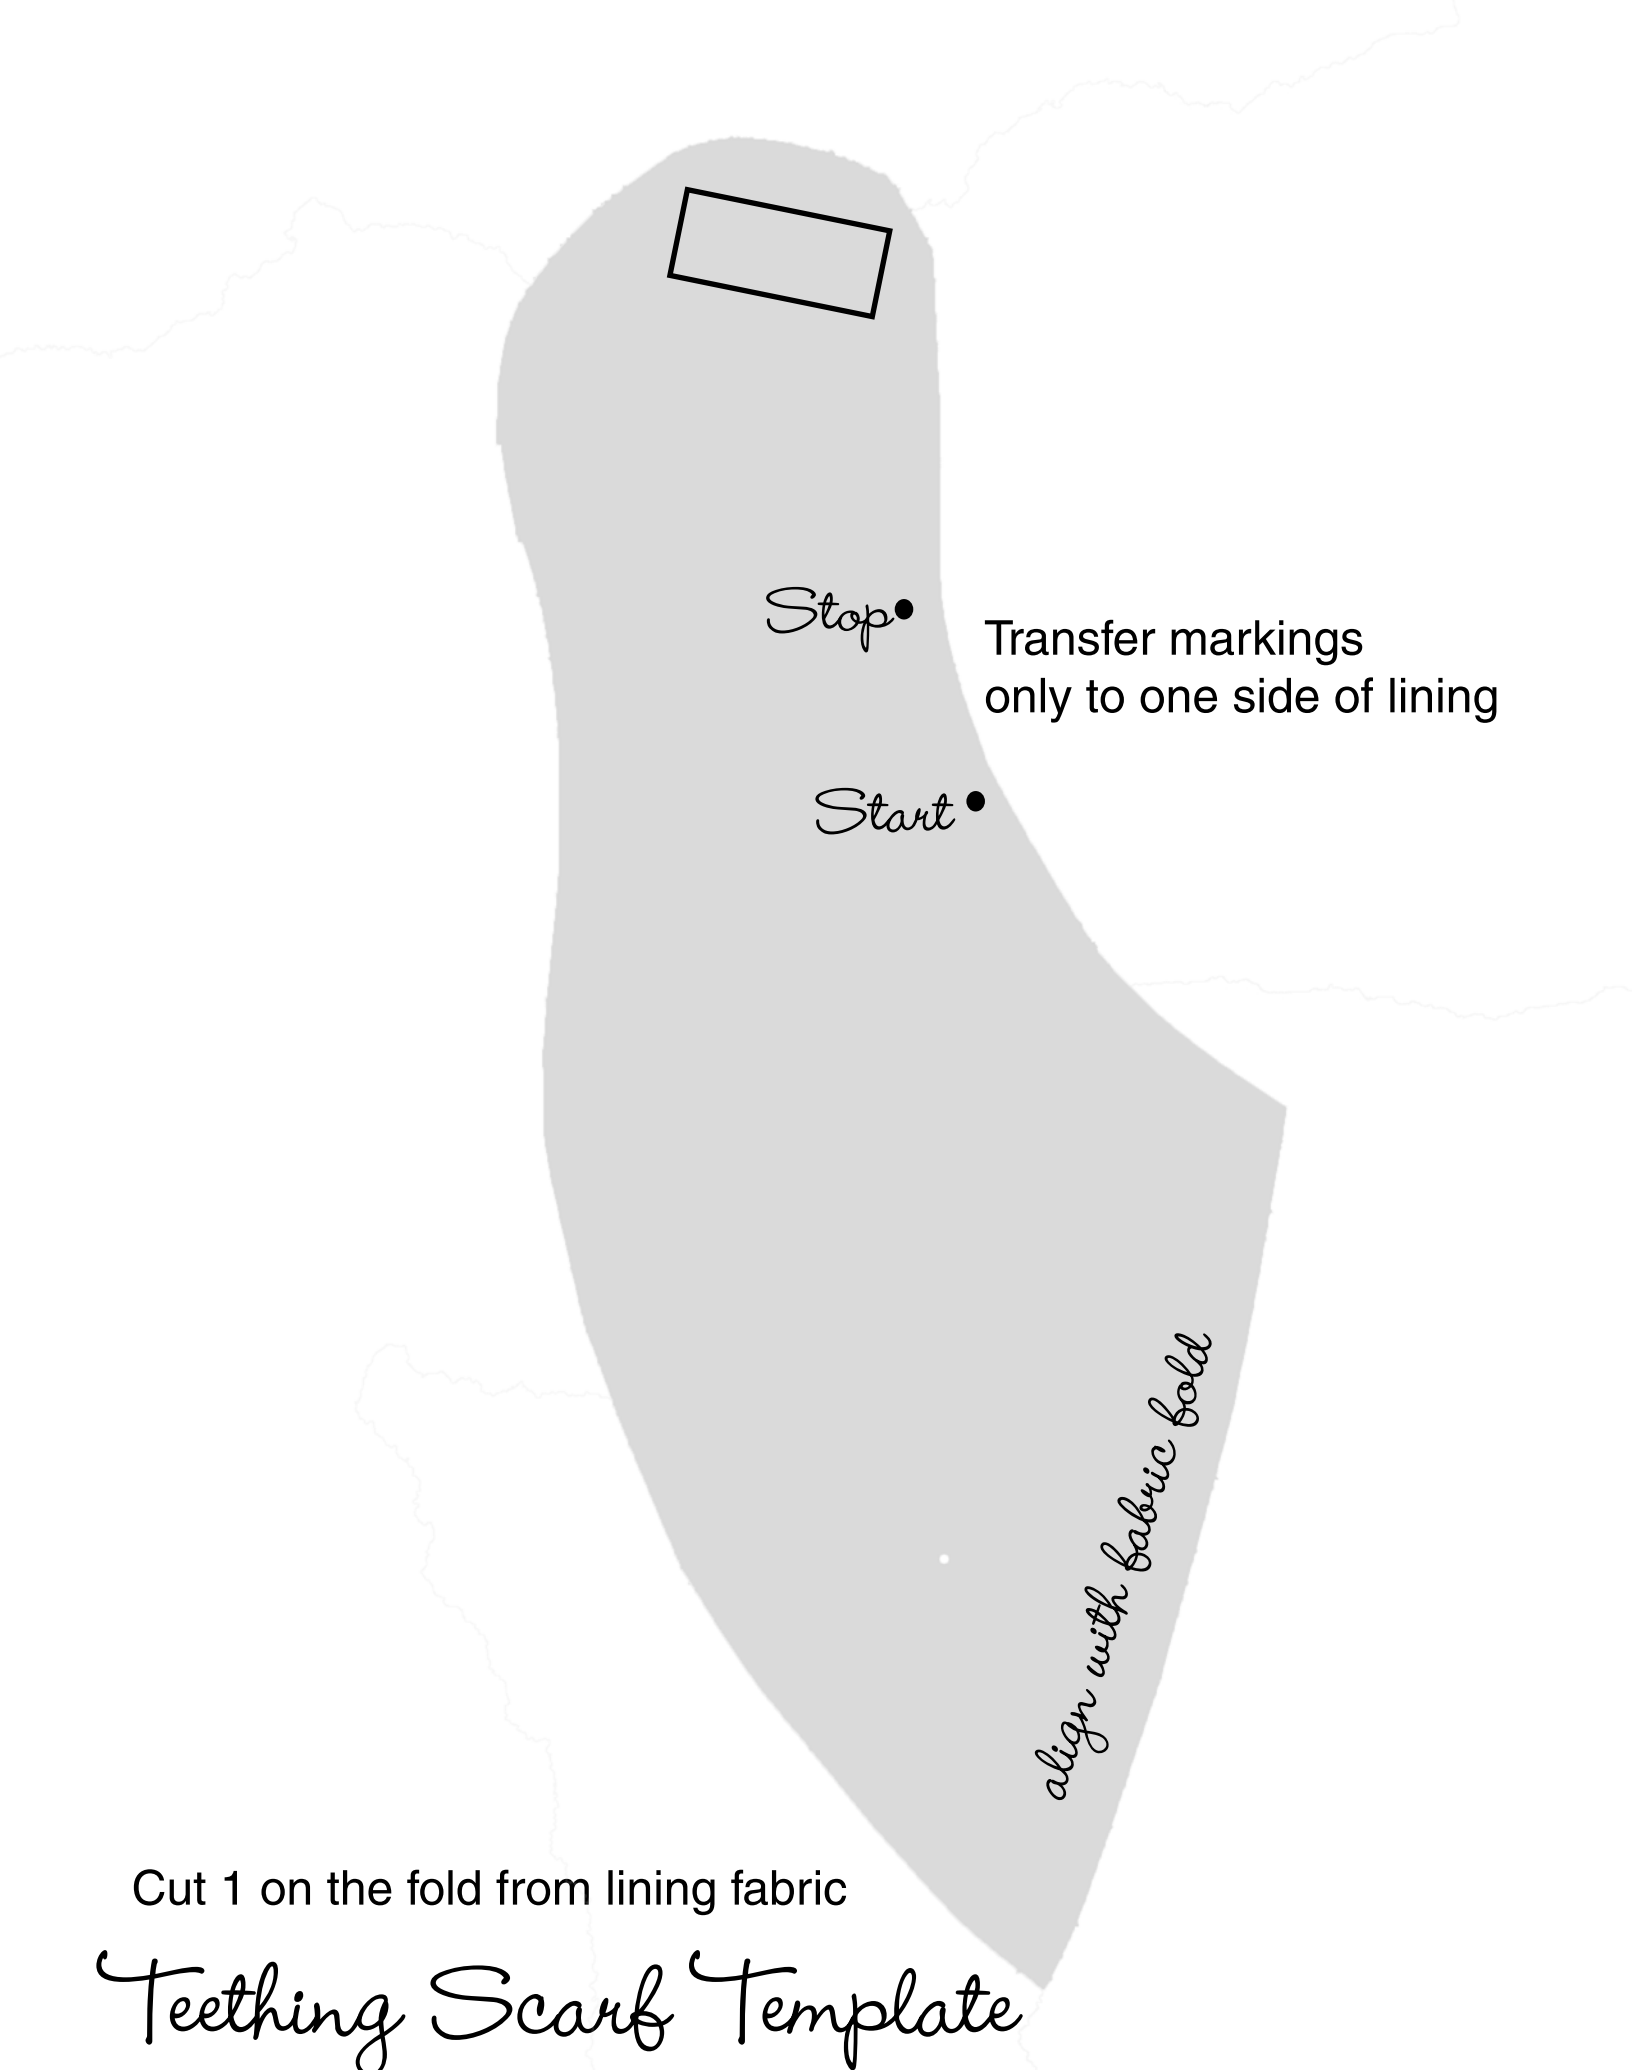 Stop
Transfer markings
only to one side of lining
Start
align with fabric fold
Cut 1 on the fold from lining fabric
Teething Scarf Template